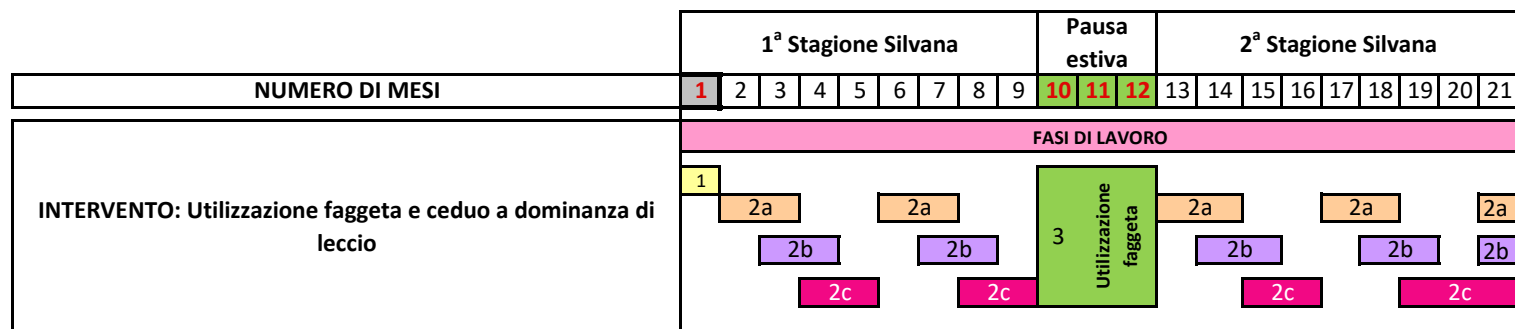 1ª Stagione Silvana
Pausa
estiva
2ª Stagione Silvana
NUMERO DI MESI
1 2 3 4 5 6 7 8 9 10 11 12 13 14 15 16 17 18 19 20 21
FASI DI LAVORO
INTERVENTO: Utilizzazione faggeta e ceduo a dominanza di
leccio
1
2a 2a 2a 2a 2a
2b 2b 2b 2b 2b
2c 2c 2c 2c
3
Utilizzazione
faggeta